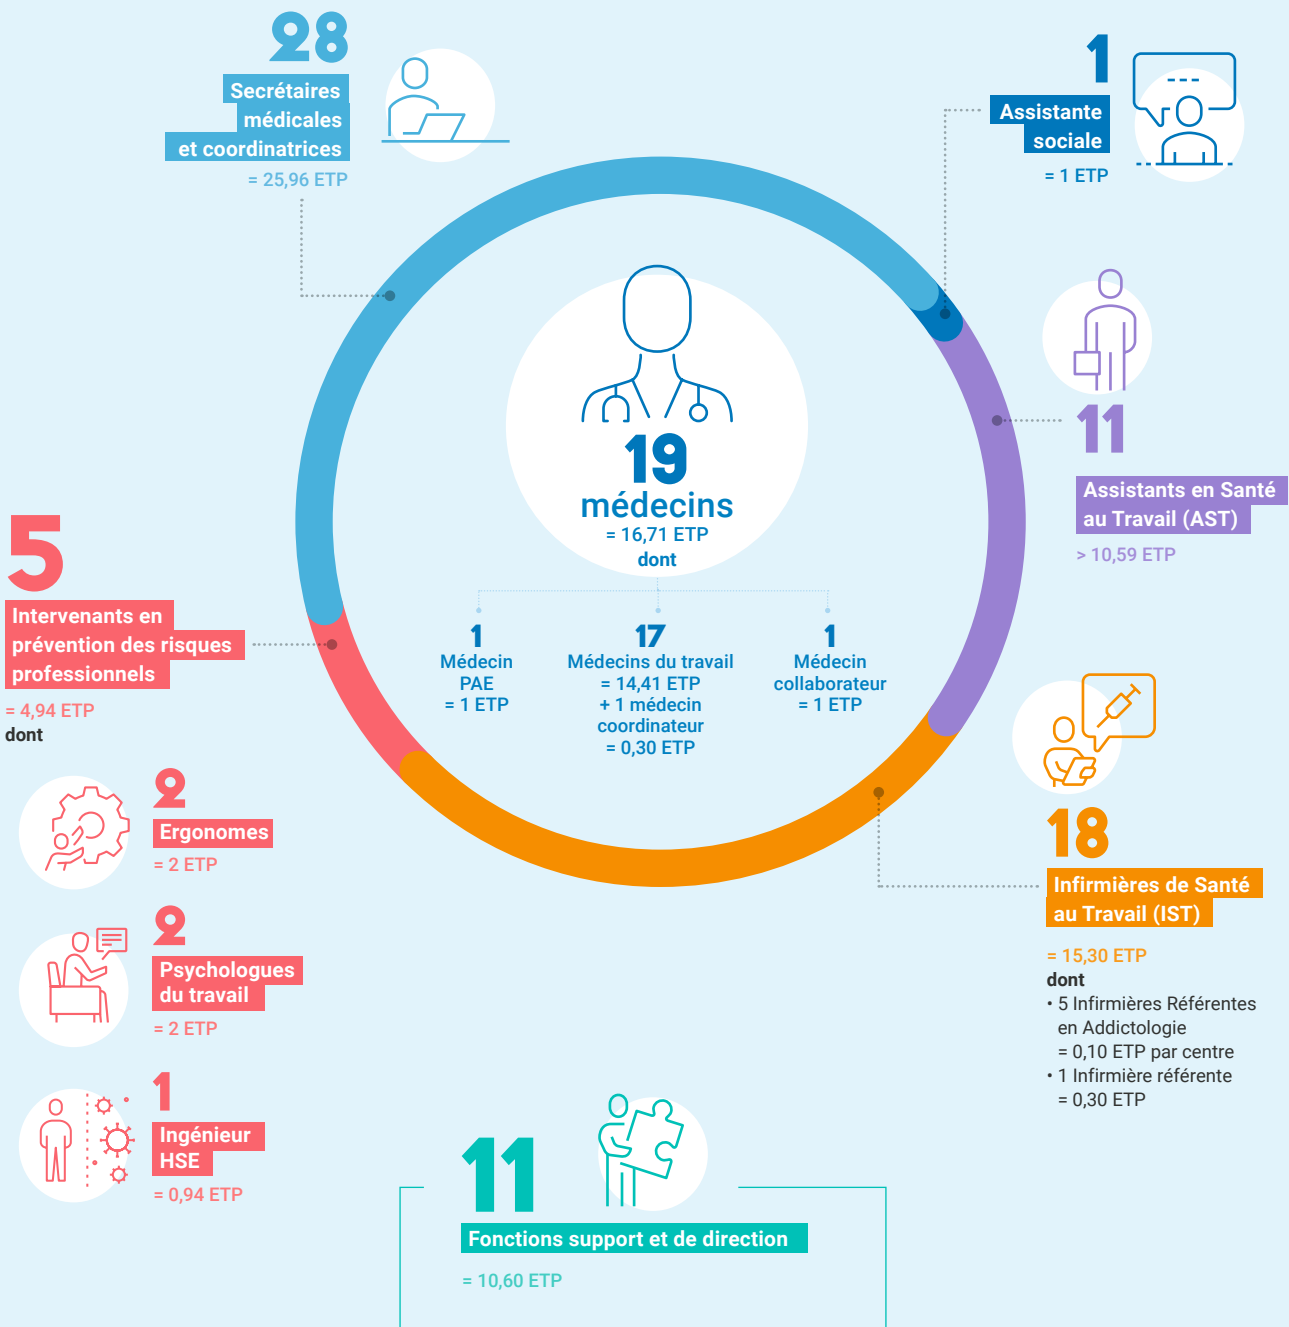 28
Secrétaires
médicales
et coordinatrices
= 25,96 ETP
1
Assistante
sociale
= 1 ETP
19
médecins
= 16,71 ETP
dont
1
Médecin
PAE
= 1 ETP
17
Médecins du travail
= 14,41 ETP
+ 1 médecin
coordinateur
= 0,30 ETP
1
Médecin
collaborateur
= 1 ETP
11
Assistants en Santé
au Travail (AST)
> 10,59 ETP
5
Intervenants en
prévention des risques
professionnels
= 4,94 ETP
dont
2
Ergonomes
= 2 ETP
2
Psychologues
du travail
= 2 ETP
1
Ingénieur
HSE
= 0,94 ETP
18
Infirmières de Santé
au Travail (IST)
= 15,30 ETP
dont
• 5 Infirmières Référentes
en Addictologie
= 0,10 ETP par centre
• 1 Infirmière référente
= 0,30 ETP
11
Fonctions support et de direction
= 10,60 ETP